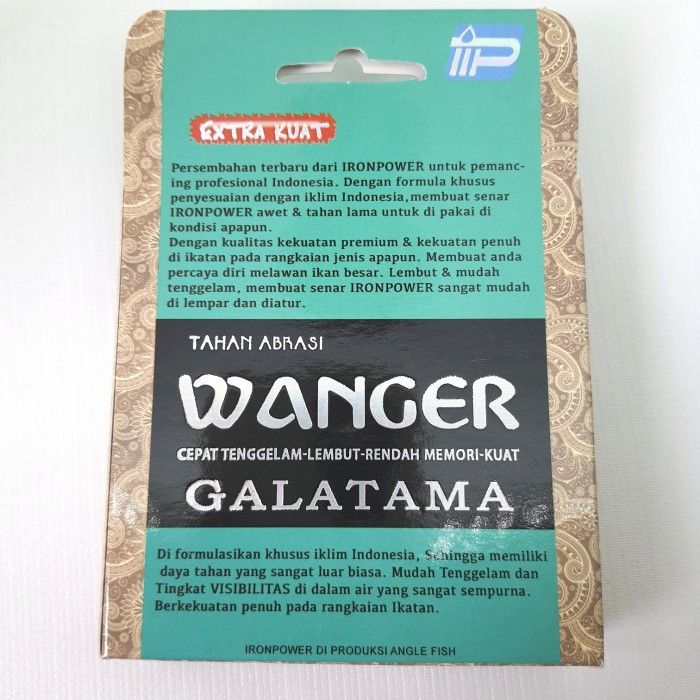 IIP
EXTRA KUAT
Persembahan terbaru dari IRONPOWER untuk pemanc-
ing profesional Indonesia. Dengan formula khusus
penyesuaian dengan iklim Indonesia,membuat senar
IRONPOWER awet & tahan lama untuk di pakai di
kondisi apapun.
Dengan kualitas kekuatan premium & kekuatan penuh
di ikatan pada rangkaian jenis apapun. Membuat anda
percaya diri melawan ikan besar. Lembut & mudah
tenggelam, membuat senar IRONPOWER sangat mudah
di lempar dan diatur.
TAHAN ABRASI
WANGER
CEPAT TENGGELAM-LEMBUT-RENDAH MEMORI-KUAT
GALATAMA
Di formulasikan khusus iklim Indonesia, Sehingga memiliki
daya tahan yang sangat luar biasa. Mudah Tenggelam dan
Tingkat VISIBILITAS di dalam air yang sangat sempurna.
Berkekuatan penuh pada rangkaian Ikatan.
IRONPOWER DI PRODUKSI ANGLE FISH